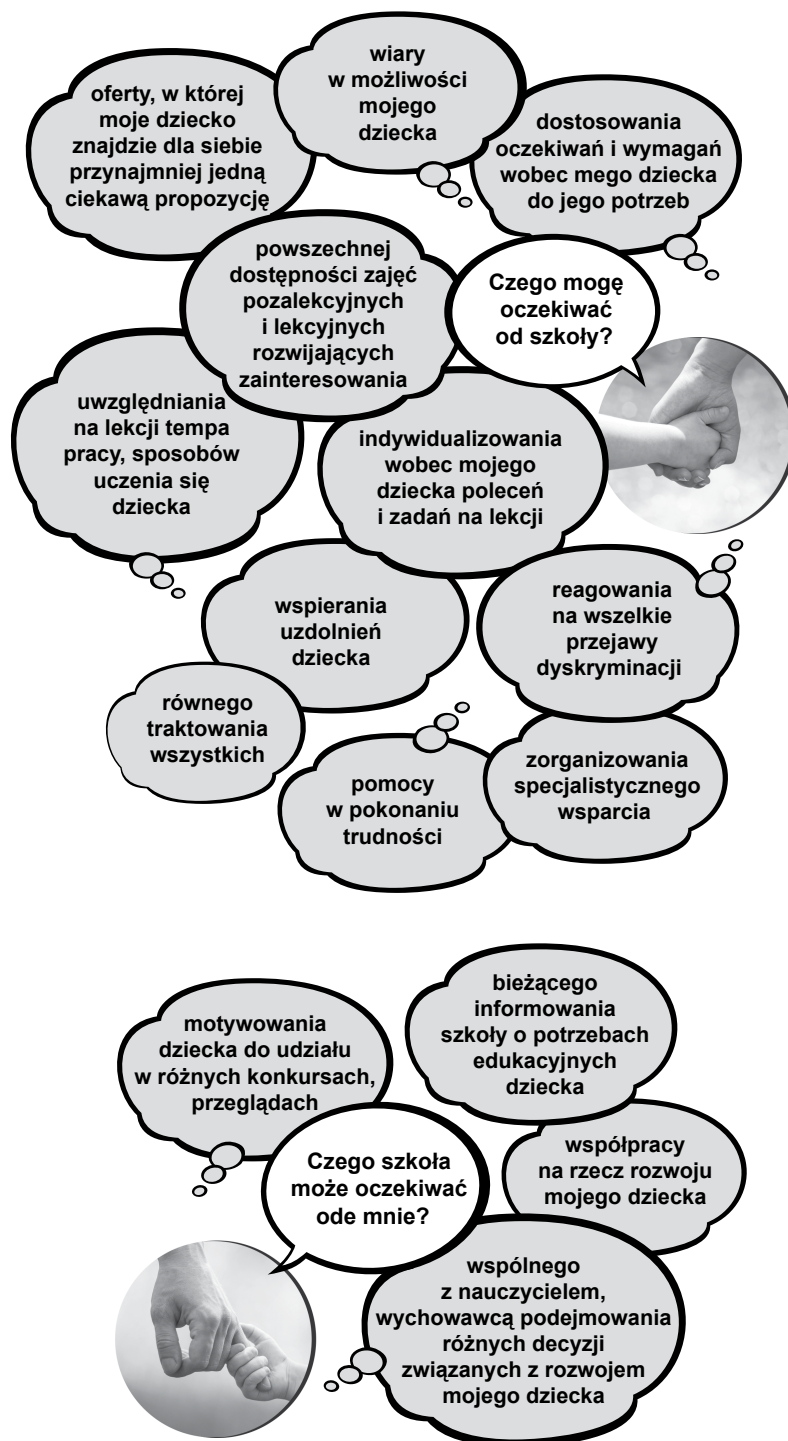 wiary
w możliwości
mojego
dziecka
oferty, w której
moje dziecko
znajdzie dla siebie
przynajmniej jedną
ciekawą propozycję
dostosowania
oczekiwań i wymagań
wobec mego dziecka
do jego potrzeb
powszechnej
dostępności zajęć
pozalekcyjnych
i lekcyjnych
rozwijających
zainteresowania
Czego mogę
oczekiwać
od szkoły?
uwzględniania
na lekcji tempa
pracy, sposobów
uczenia się
dziecka
indywidualizowania
wobec mojego
dziecka poleceń
i zadań na lekcji
wspierania
uzdolnień
dziecka
reagowania
na wszelkie
przejawy
dyskryminacji
równego
traktowania
wszystkich
pomocy
w pokonaniu
trudności
zorganizowania
specjalistycznego
wsparcia
motywowania
dziecka do udziału
w różnych konkursach,
przeglądach
bieżącego
informowania
szkoły o potrzebach
edukacyjnych
dziecka
Czego szkoła
może oczekiwać
ode mnie?
współpracy
na rzecz rozwoju
mojego dziecka
wspólnego
z nauczycielem,
wychowawcą podejmowania
różnych decyzji
związanych z rozwojem
mojego dziecka